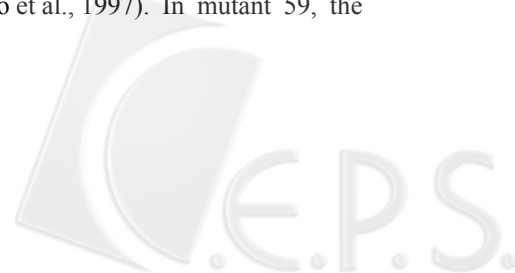 o et al., 1997). In mutant 59, the
C.E.P.S.